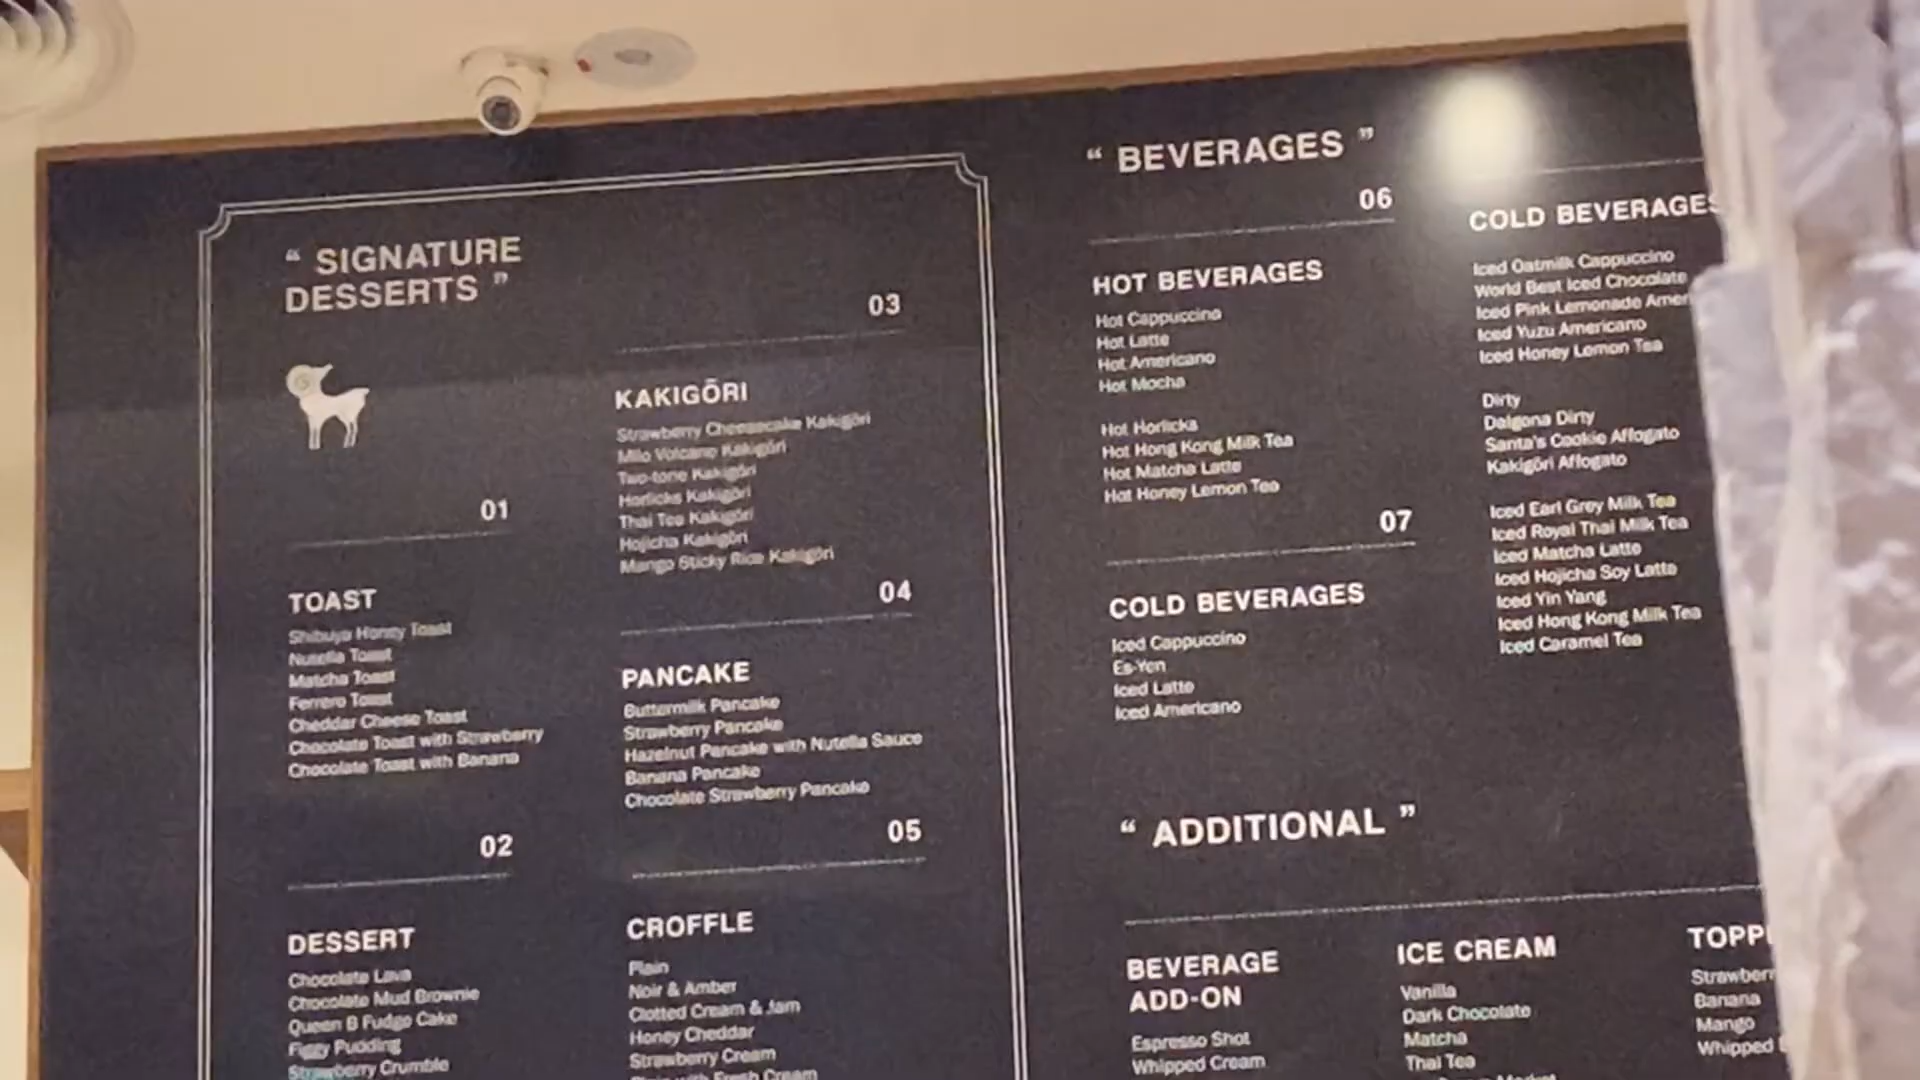 “ SIGNATURE
DESSERTS ”
01
TOAST
Shibuya Honey Toast
Nutella Toast
Matcha Toast
Ferrero Toast
Cheddar Cheese Toast
Chocolate Toast with Strawberry
Chocolate Toast with Banana
02
DESSERT
Chocolate Lava
Chocolate Mud Brownie
Queen B Fudge Cake
Figgy Pudding
Strawberry Crumble
03
KAKIGŌRI
Strawberry Cheesecake Kakigōri
Milo Volcano Kakigōri
Two-tone Kakigōri
Horlicks Kakigōri
Thai Tea Kakigōri
Hojicha Kakigōri
Mango Sticky Rice Kakigōri
04
PANCAKE
Buttermilk Pancake
Strawberry Pancake
Hazelnut Pancake with Nutella Sauce
Banana Pancake
Chocolate Strawberry Pancake
05
CROFFLE
Plain
Noir & Amber
Clotted Cream & Jam
Honey Cheddar
Strawberry Cream
Plain with Fresh Cream
“ BEVERAGES ”
06
HOT BEVERAGES
Hot Cappuccino
Hot Latte
Hot Americano
Hot Mocha
Hot Horlicks
Hot Hong Kong Milk Tea
Hot Matcha Latte
Hot Honey Lemon Tea
07
COLD BEVERAGES
Iced Cappuccino
Es-Yen
Iced Latte
Iced Americano
COLD BEVERAGES
Iced Oatmilk Cappuccino
World Best Iced Chocolate
Iced Pink Lemonade Amer
Iced Yuzu Americano
Iced Honey Lemon Tea
Dirty
Dalgona Dirty
Santa's Cookie Affogato
Kakigōri Affogato
Iced Earl Grey Milk Tea
Iced Royal Thai Milk Tea
Iced Matcha Latte
Iced Hojicha Soy Latte
Iced Yin Yang
Iced Hong Kong Milk Tea
Iced Caramel Tea
“ ADDITIONAL ”
BEVERAGE
ADD-ON
Espresso Shot
Whipped Cream
ICE CREAM
Vanilla
Dark Chocolate
Matcha
Thai Tea
TOPP
Strawberr
Banana
Mango
Whipped